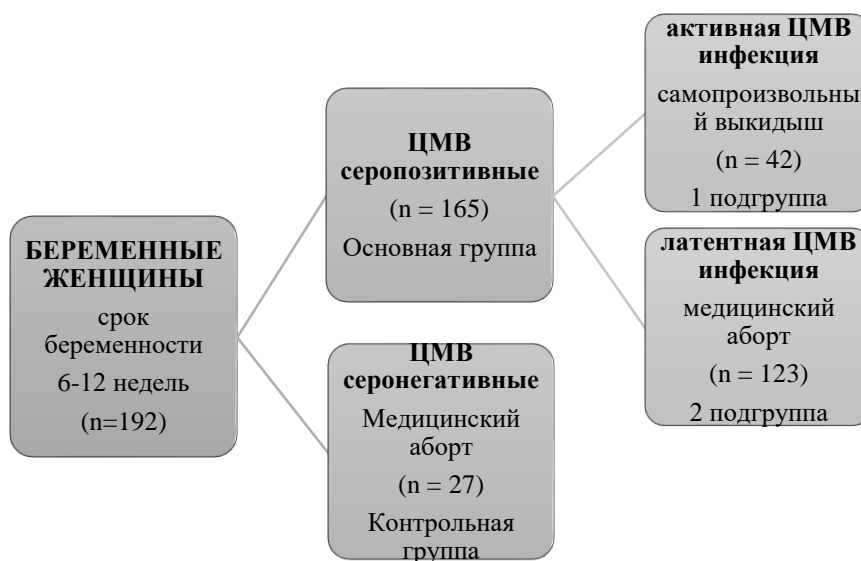 БЕРЕМЕННЫЕ
ЖЕНЩИНЫ
срок
беременности
6-12 недель
(n=192)
ЦМВ
серопозитивные
(n = 165)
Основная группа
ЦМВ
серонегативные
Медицинский
аборт
(n = 27)
Контрольная
группа
активная ЦМВ
инфекция
самопроизвольны
й выкидыш
(n = 42)
1 подгруппа
латентная ЦМВ
инфекция
медицинский
аборт
(n = 123)
2 подгруппа